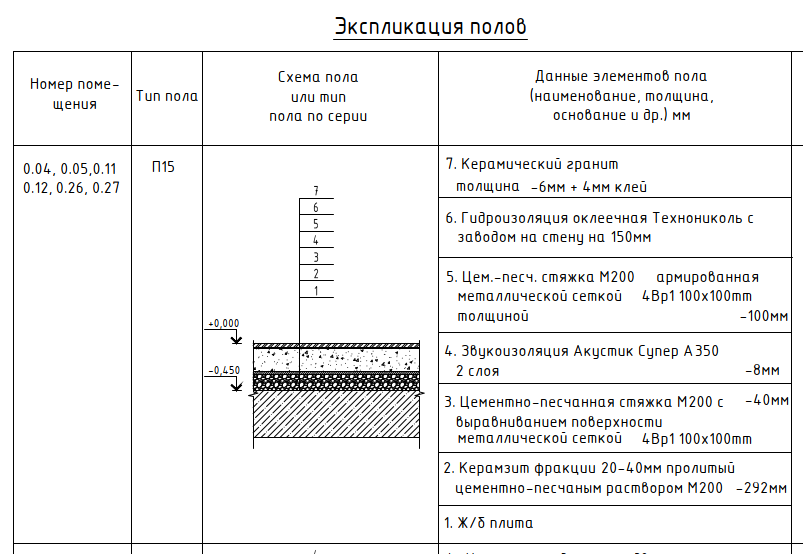 Экспликация полов
Номер поме-
щения
Тип пола
Схема пола
или тип
пола по серии
Данные элементов пола
(наименование, толщина,
основание и др.) мм
0.04, 0.05,0.11
0.12, 0.26, 0.27
П15
7
6
5
4
3
2
1
+0,000
-0,450
7. Керамический гранит
толщина -6мм + 4мм клей
6. Гидроизоляция оклеечная Технониколь с
заводом на стену на 150мм
5. Цем.-песч. стяжка М200 армированная
металлической сеткой 4Вр1 100х100mm
толщиной -100мм
4. Звукоизоляция Акустик Супер А350
2 слоя -8мм
3. Цементно-песчанная стяжка М200 с -40мм
выравниванием поверхности
металлической сеткой 4Вр1 100х100mm
2. Керамзит фракции 20-40мм пролитый
цементно-песчаным раствором М200 -292мм
1. Ж/б плита